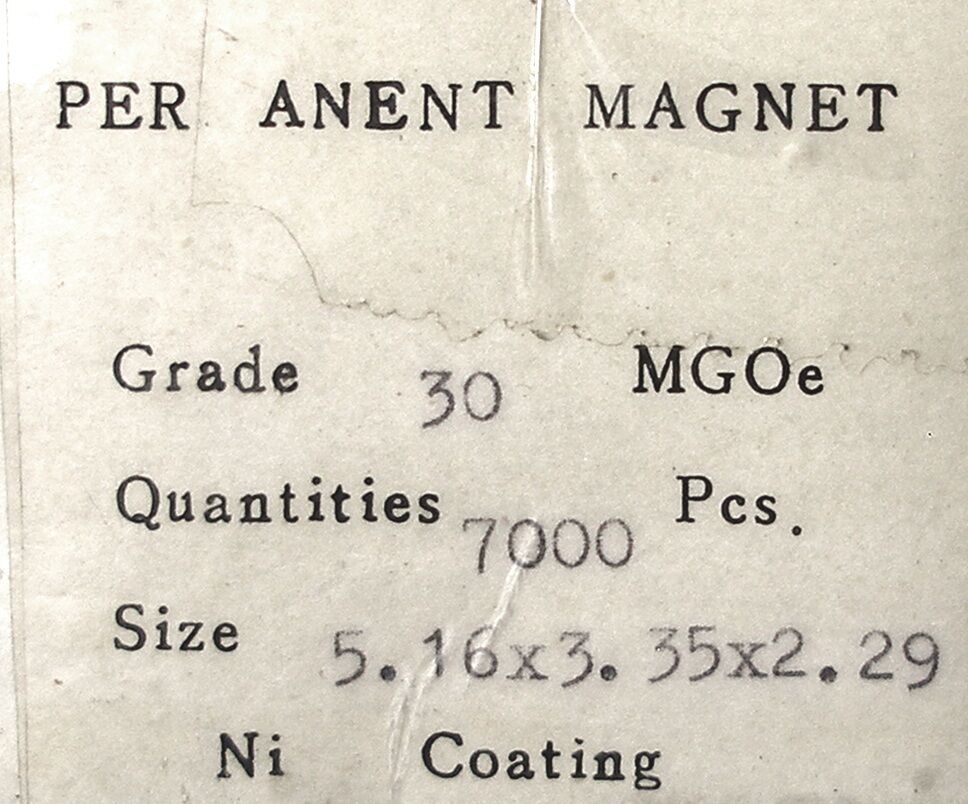 PER ANENT MAGNET
Grade 30 MGOe
Quantities 7000 Pcs.
Size 5.16x3.35x2.29
Ni Coating